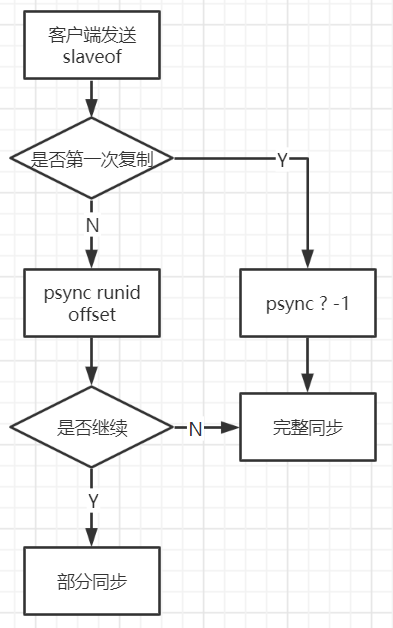 客户端发送
slaveof
是否第一次复制
Y
N
psync runid
offset
psync ? -1
是否继续
N
完整同步
Y
部分同步